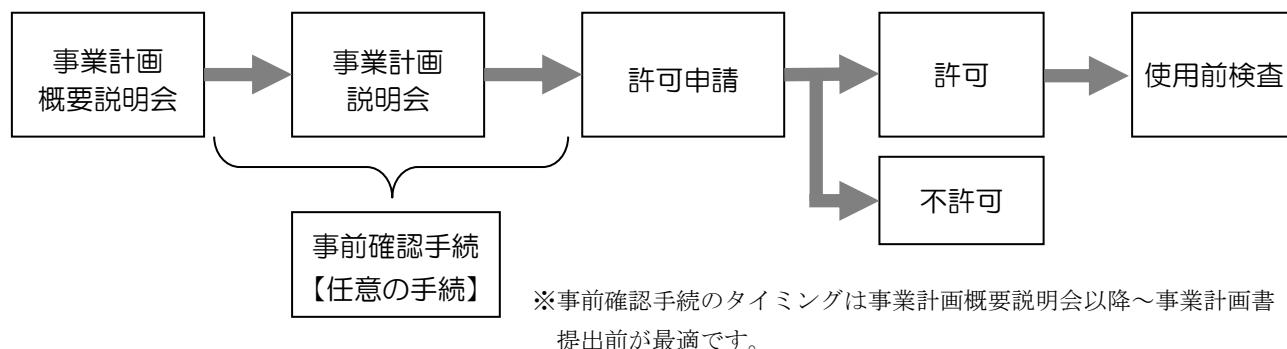 事業計画
概要説明会
事業計画
説明会
許可申請
許可
使用前検査
不許可
事前確認手続
【任意の手続】
※事前確認手続のタイミングは事業計画概要説明会以降～事業計画書
提出前が最適です。